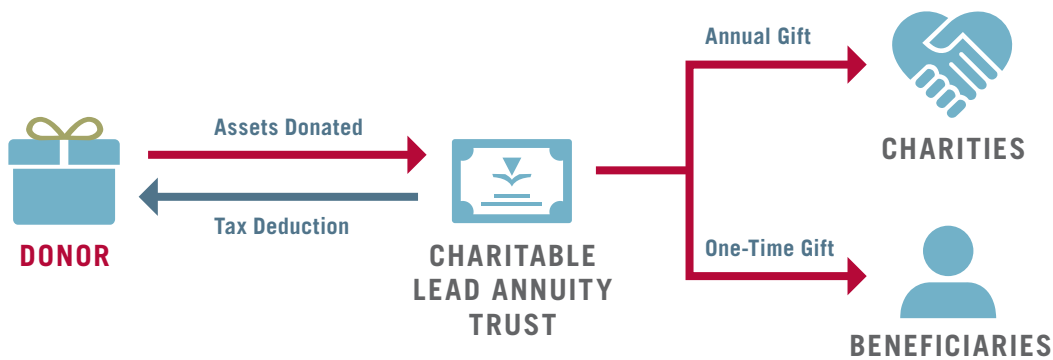 Annual Gift
Assets Donated
CHARITIES
Tax Deduction
DONOR
CHARITABLE
LEAD ANNUITY
TRUST
One-Time Gift
BENEFICIARIES